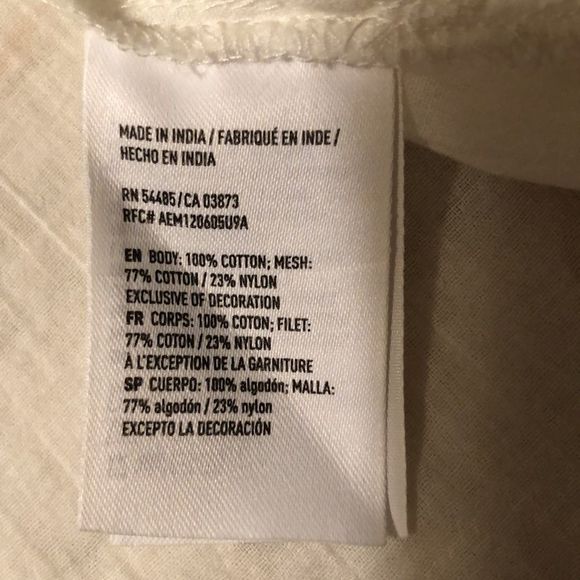 MADE IN INDIA / FABRIQUÉ EN INDE /
HECHO EN INDIA
RN 54485 / CA 03873
RFC# AEM120605U9A
EN BODY: 100% COTTON; MESH:
77% COTTON / 23% NYLON
EXCLUSIVE OF DECORATION
FR CORPS: 100% COTON; FILET:
77% COTON / 23% NYLON
À L'EXCEPTION DE LA GARNITURE
SP CUERPO: 100% algodón; MALLA:
77% algodón / 23% nylon
EXCEPTO LA DECORACIÓN